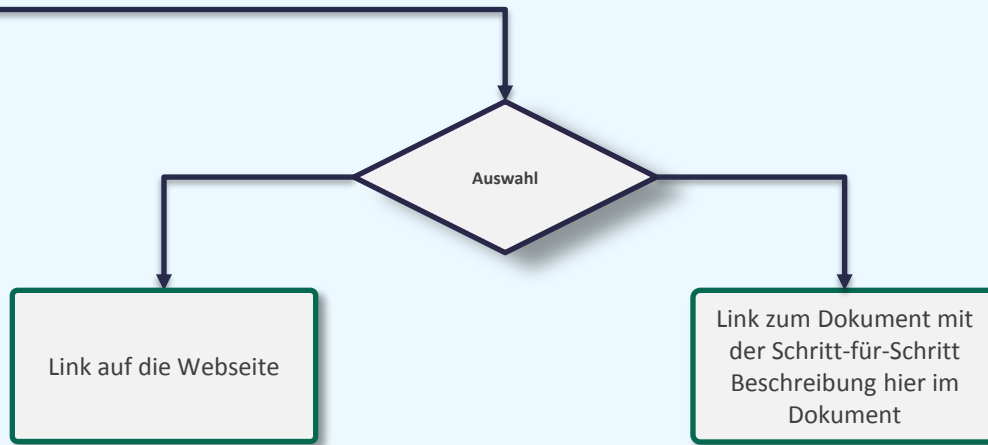 Auswahl
Link auf die Webseite
Link zum Dokument mit
der Schritt-für-Schritt
Beschreibung hier im
Dokument